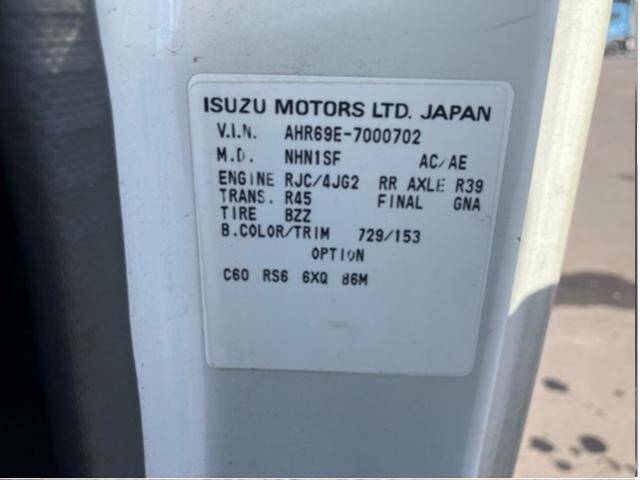 ISUZU MOTORS LTD. JAPAN
V.I.N. AHR69E-7000702
M.D. NHN1SF AC/AE
ENGINE RJC/4JG2 RR AXLE R39
TRANS. R45 FINAL GNA
TIRE BZZ
B.COLOR/TRIM 729/153
OPTION
C60 RS6 6XQ 86M